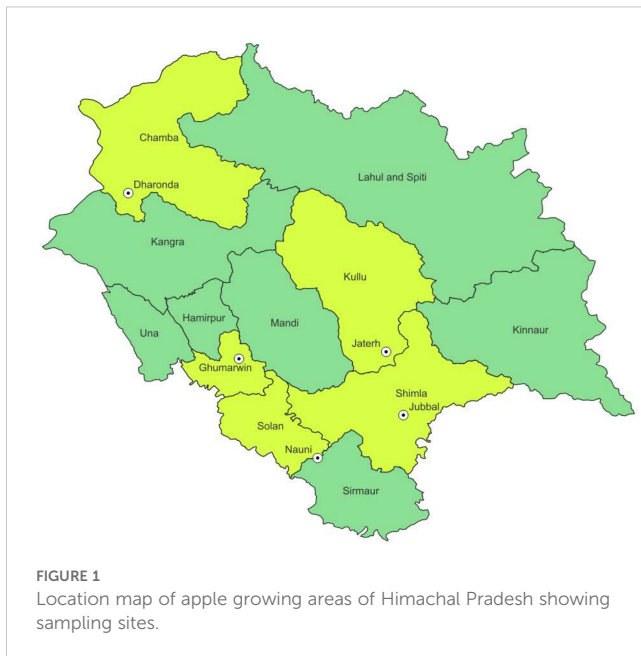 Chamba
Lahul and Spiti
Dharonda
Kangra
Kullu
Kinnaur
Hamirpur
Mandi
Una
Jaterh
Ghumarwin
Shimla
Jubbal
Solan
Nauni
Sirmaur
FIGURE 1
Location map of apple growing areas of Himachal Pradesh showing
sampling sites.